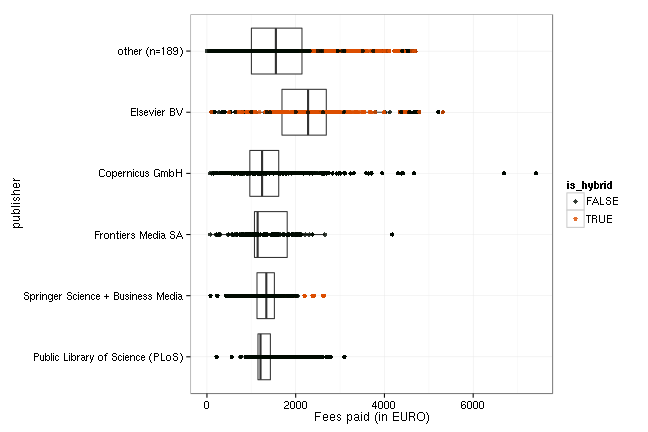 other (n=189)
Elsevier BV
Copernicus GmbH
Frontiers Media SA
Springer Science + Business Media
Public Library of Science (PLoS)
publisher
0 2000 4000 6000
Fees paid (in EURO)
is_hybrid
FALSE
TRUE